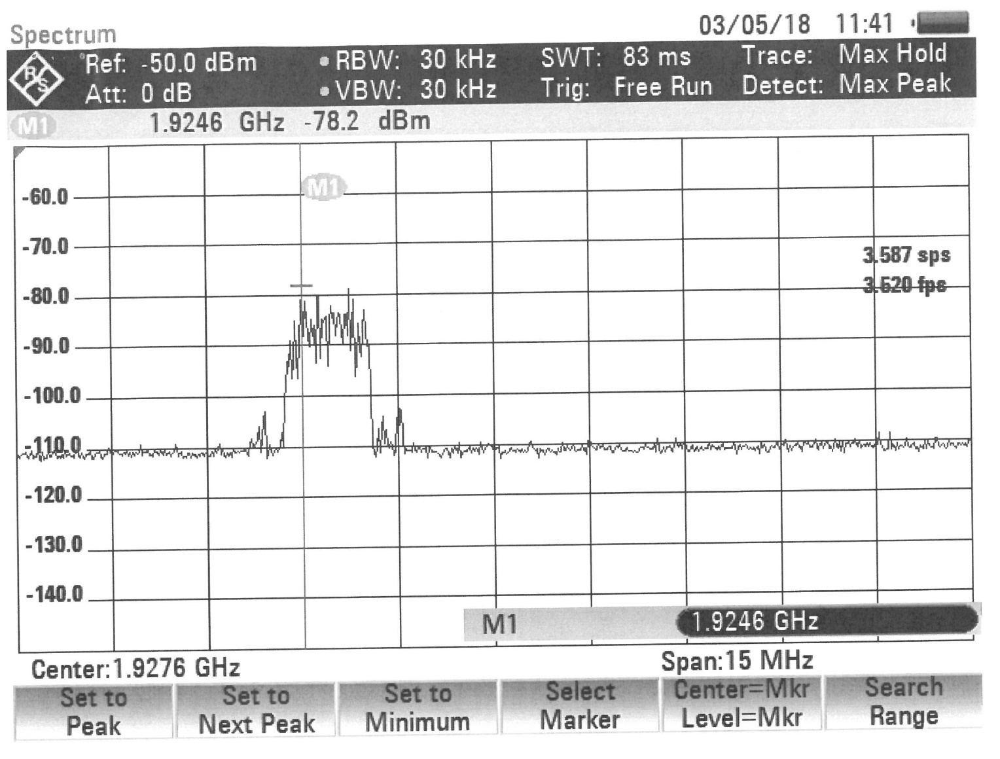 03/05/18 11:41
Spectrum
R&S
Ref: -50.0 dBm RBW: 30 kHz SWT: 83 ms Trace: Max Hold
Att: 0 dB VBW: 30 kHz Trig: Free Run Detect: Max Peak
M1 1.9246 GHz -78.2 dBm
M1
-60.0
-70.0
3.587 sps
3.520 fps
-80.0
-90.0
-100.0
-110.0
-120.0
-130.0
-140.0
M1 1.9246 GHz
Center:1.9276 GHz Span:15 MHz
Set to Peak
Set to Next Peak
Set to Minimum
Select Marker
Center=Mkr Level=Mkr
Search Range